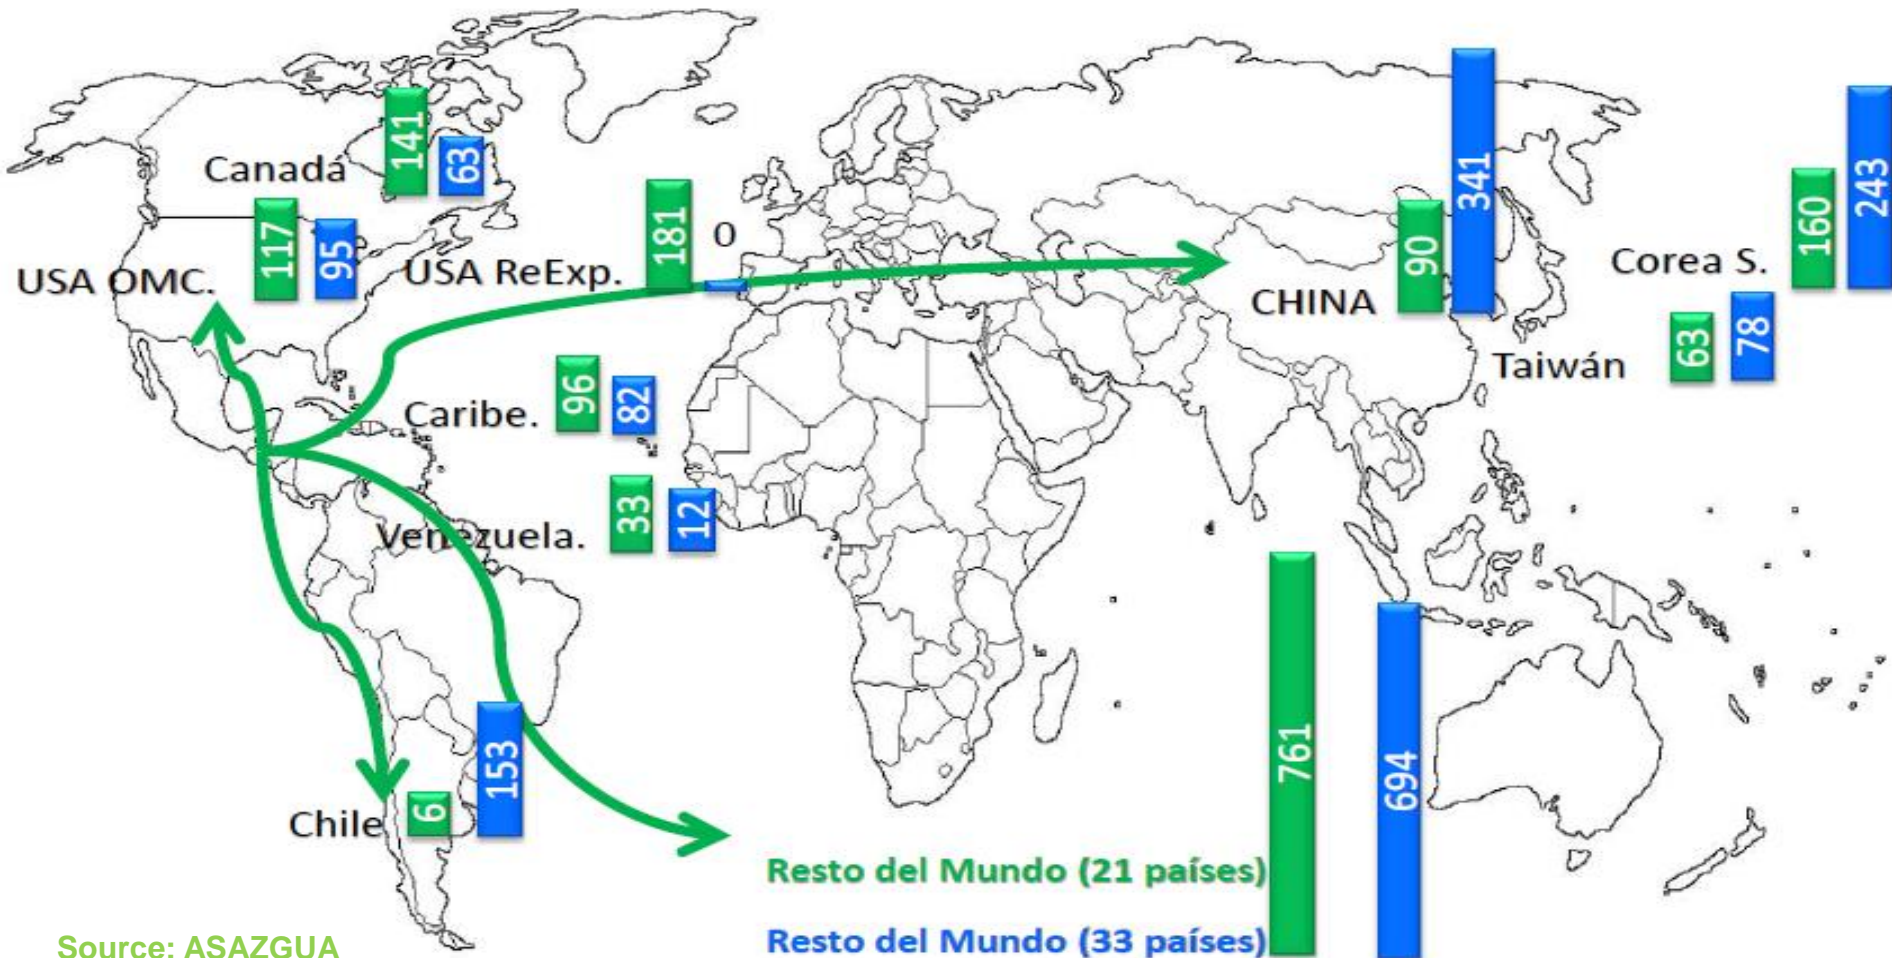 141
63
Canadá
117
95
USA OMC.
USA ReExp.
181
0
90
341
CHINA
Corea S.
160
243
Taiwán
63
78
Caribe.
96
82
Venezuela.
33
12
Chile
6
153
761
694
Resto del Mundo (21 países)
Resto del Mundo (33 países)
Source: ASAZGUA